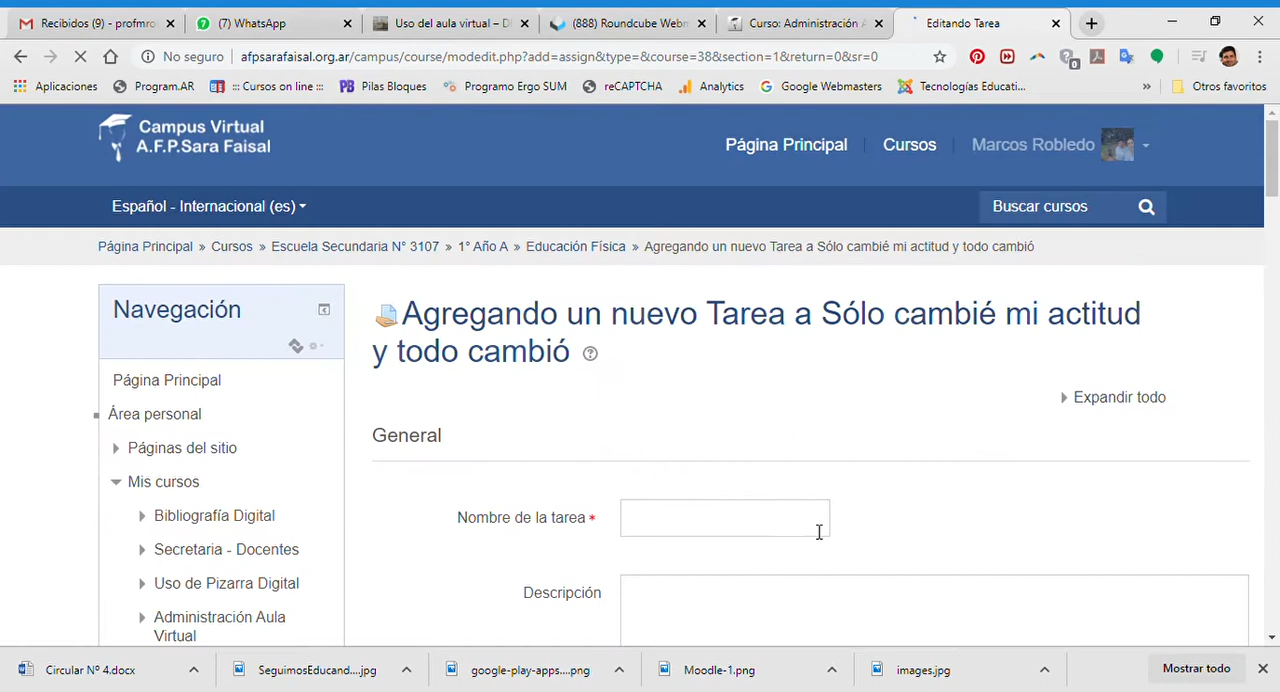 Recibidos (9) - profmro
(7) WhatsApp
Uso del aula virtual – D
(888) Roundcube Webm
Curso: Administración A
Editando Tarea
No seguro
afpsarafaisal.org.ar/campus/course/modedit.php?add=assign&type=&course=38&section=1&return=0&sr=0
Aplicaciones
Program.AR
::: Cursos on line :::
Pilas Bloques
Programo Ergo SUM
reCAPTCHA
Analytics
Google Webmasters
Tecnologías Educati...
»
Otros favoritos
Campus Virtual
A.F.P.Sara Faisal
Página Principal
Cursos
Marcos Robledo
Español - Internacional (es)
Buscar cursos
Página Principal » Cursos » Escuela Secundaria N° 3107 » 1° Año A » Educación Física » Agregando un nuevo Tarea a Sólo cambié mi actitud y todo cambió
Navegación
Página Principal
Área personal
Páginas del sitio
Mis cursos
Bibliografía Digital
Secretaria - Docentes
Uso de Pizarra Digital
Administración Aula
Virtual
Agregando un nuevo Tarea a Sólo cambié mi actitud
y todo cambió
Expandir todo
General
Nombre de la tarea *
Descripción
Circular Nº 4.docx
SeguimosEducand....jpg
google-play-apps....png
Moodle-1.png
images.jpg
Mostrar todo